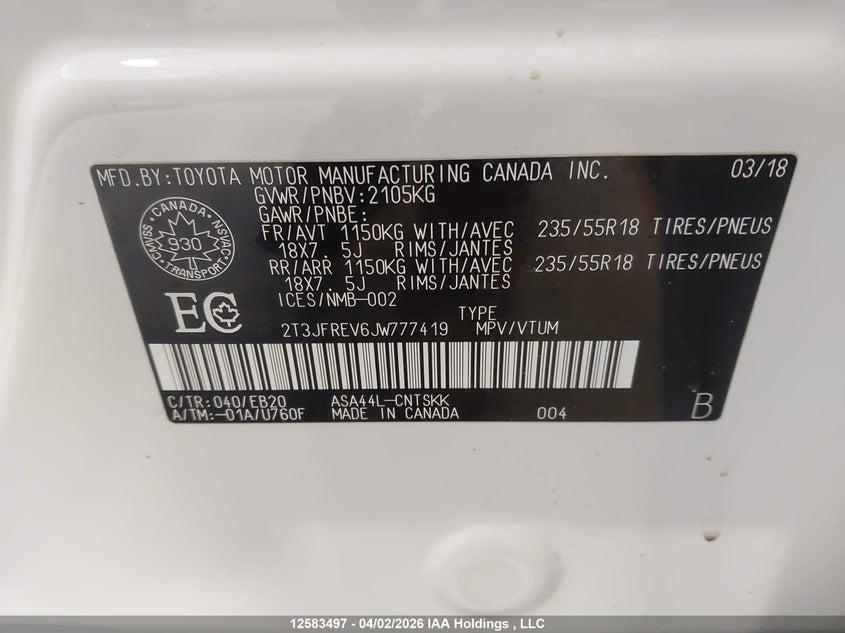 MFD.BY:TOYOTA MOTOR MANUFACTURING CANADA INC. 03/18
GVWR/PNBV:2105KG
GAWR/PNBE:
FR/AVT 1150KG WITH/AVEC 235/55R18 TIRES/PNEUS
18X7. 5J RIMS/JANTES
RR/ARR 1150KG WITH/AVEC 235/55R18 TIRES/PNEUS
18X7. 5J RIMS/JANTES
ICES/NMB-002
CANADA
CMVSS 930 NSVAC
TRANSPORT
EC
TYPE
2T3JFREV6JW777419 MPV/VTUM
C/TR:040/EB20 ASA44L-CNTSKK
A/TM:-01A/U760F MADE IN CANADA 004 B
12583497 - 04/02/2026 IAA Holdings , LLC